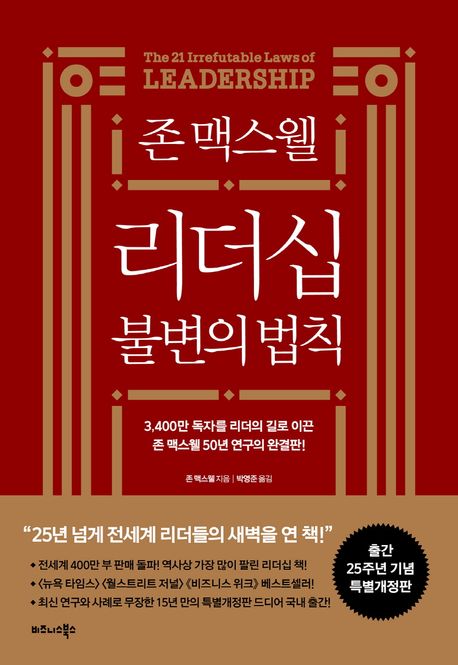 The 21 Irrefutable Laws of
LEADERSHIP
존 맥스웰
리더십
불변의 법칙
3,400만 독자를 리더의 길로 이끈
존 맥스웰 50년 연구의 완결판!
존 맥스웰 지음 | 박영준 옮김
“25년 넘게 전세계 리더들의 새벽을 연 책!”
◆ 전세계 400만 부 판매 돌파! 역사상 가장 많이 팔린 리더십 책!
◆ 〈뉴욕 타임스〉 〈월스트리트 저널〉 《비즈니스 위크》 베스트셀러!
◆ 최신 연구와 사례로 무장한 15년 만의 특별개정판 드디어 국내 출간!
출간
25주년 기념
특별개정판
비즈니스북스